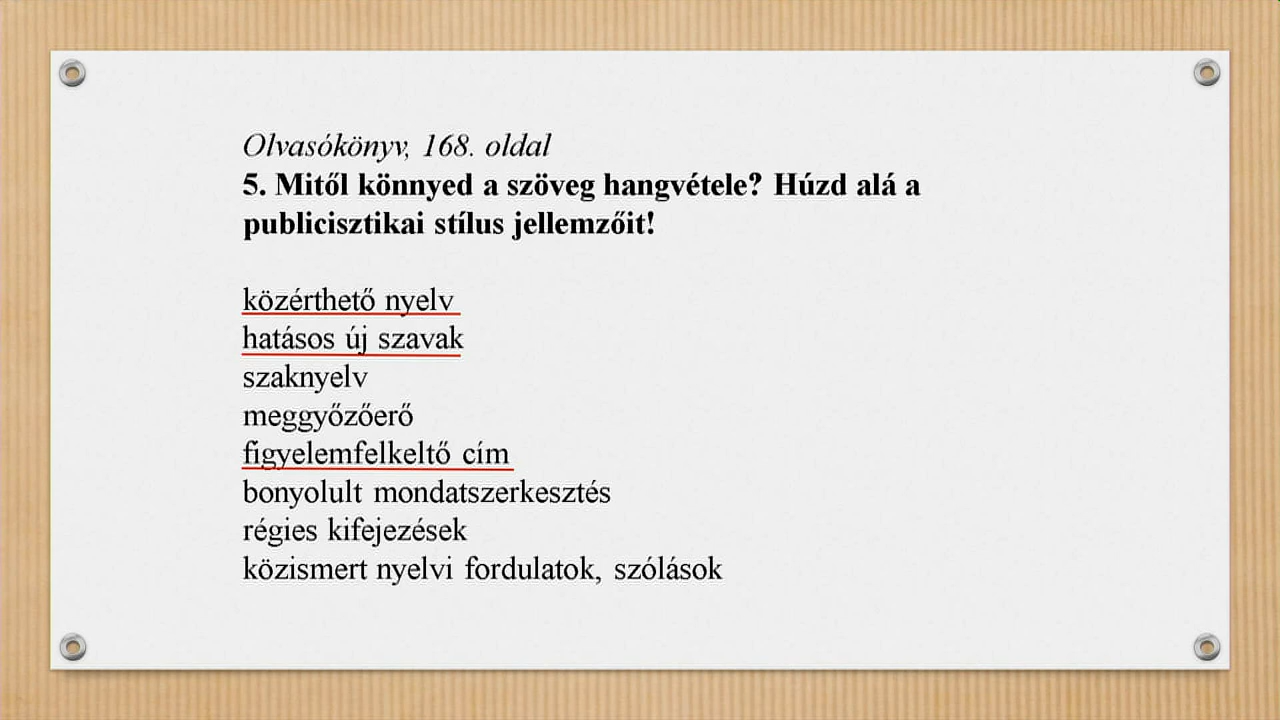 Olvasókönyv, 168. oldal
5. Mitől könnyed a szöveg hangvétele? Húzd alá a
publicisztikai stílus jellemzőit!
közérthető nyelv
hatásos új szavak
szaknyelv
meggyőzőerő
figyelemfelkeltő cím
bonyolult mondatszerkesztés
régies kifejezések
közismert nyelvi fordulatok, szólások